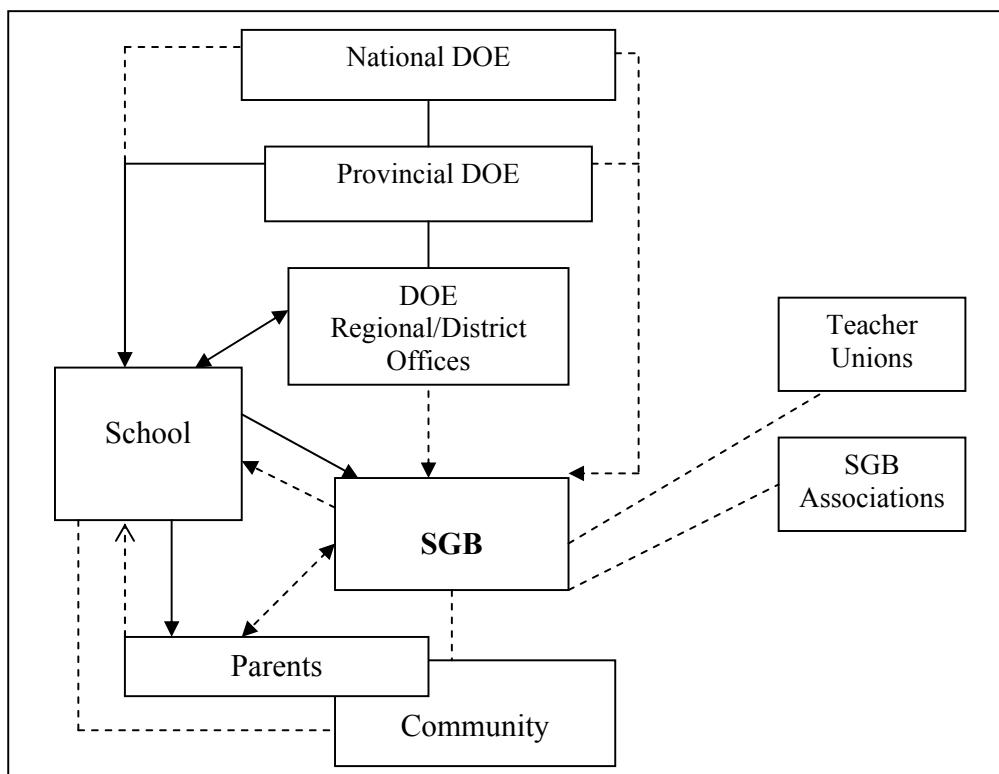 National DOE
Provincial DOE
DOE
Regional/District
Offices
Teacher
Unions
School
SGB
Associations
SGB
Parents
Community